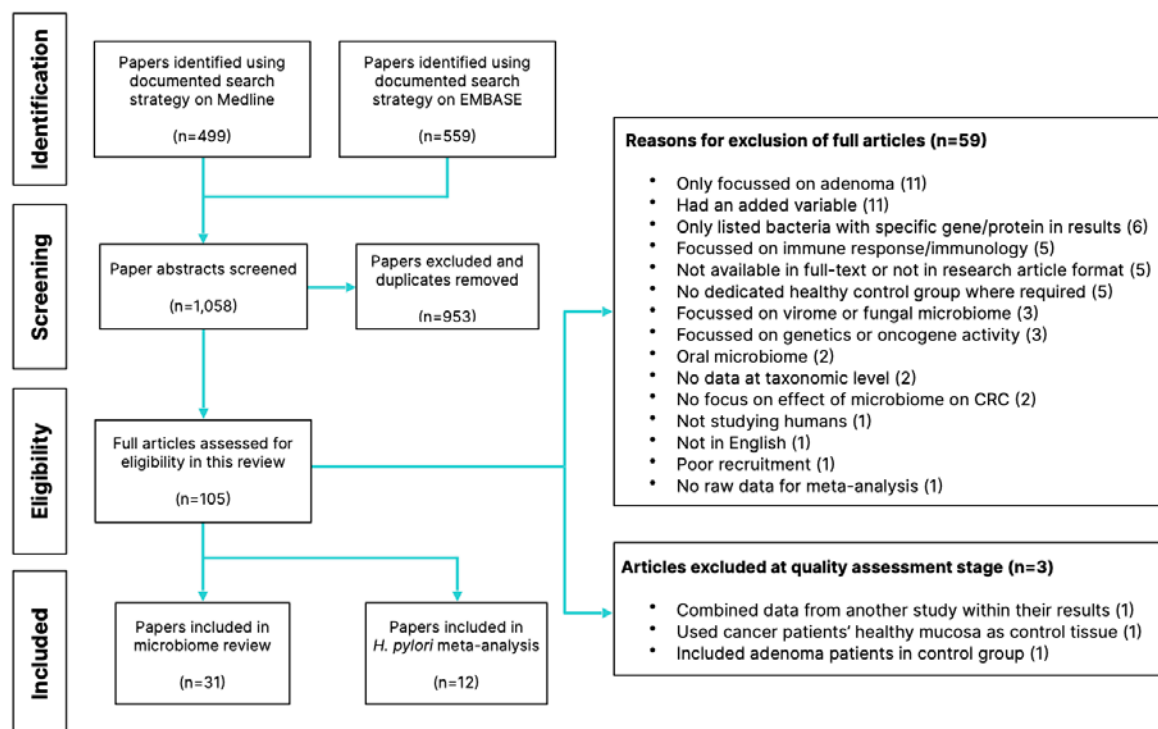 Identification
Papers identified using
documented search
strategy on Medline
(n=499)
Papers identified using
documented search
strategy on EMBASE
(n=559)
Screening
Paper abstracts screened
(n=1,058)
Papers excluded and
duplicates removed
(n=953)
Eligibility
Full articles assessed for
eligibility in this review
(n=105)
Included
Papers included in
microbiome review
(n=31)
Papers included in
H. pylori meta-analysis
(n=12)
Reasons for exclusion of full articles (n=59)
• Only focussed on adenoma (11)
• Had an added variable (11)
• Only listed bacteria with specific gene/protein in results (6)
• Focussed on immune response/immunology (5)
• Not available in full-text or not in research article format (5)
• No dedicated healthy control group where required (5)
• Focussed on virome or fungal microbiome (3)
• Focussed on genetics or oncogene activity (3)
• Oral microbiome (2)
• No data at taxonomic level (2)
• No focus on effect of microbiome on CRC (2)
• Not studying humans (1)
• Not in English (1)
• Poor recruitment (1)
• No raw data for meta-analysis (1)
Articles excluded at quality assessment stage (n=3)
• Combined data from another study within their results (1)
• Used cancer patients' healthy mucosa as control tissue (1)
• Included adenoma patients in control group (1)